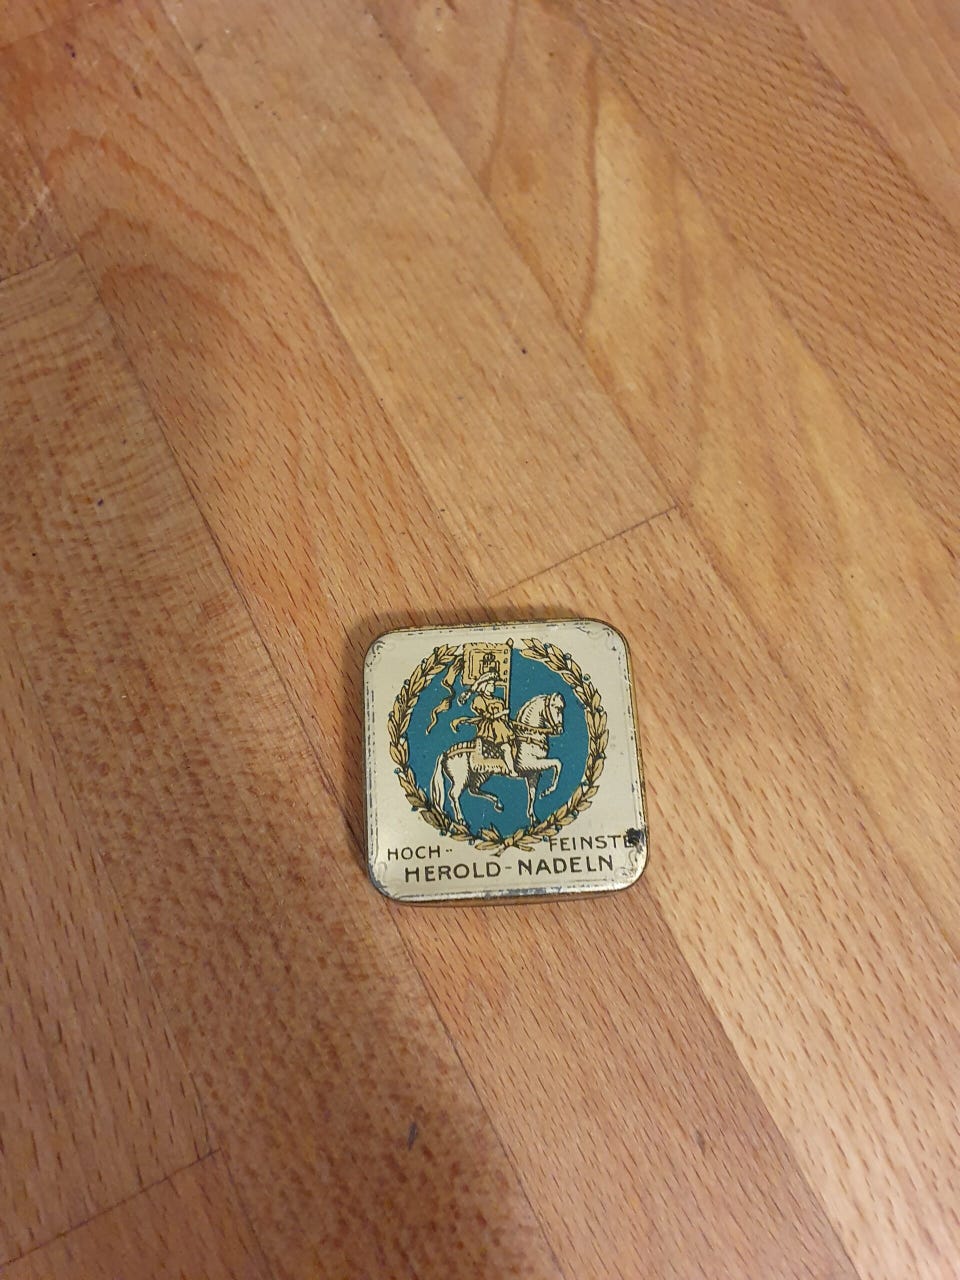 HOCH- FEINSTE
HEROLD-NADELN